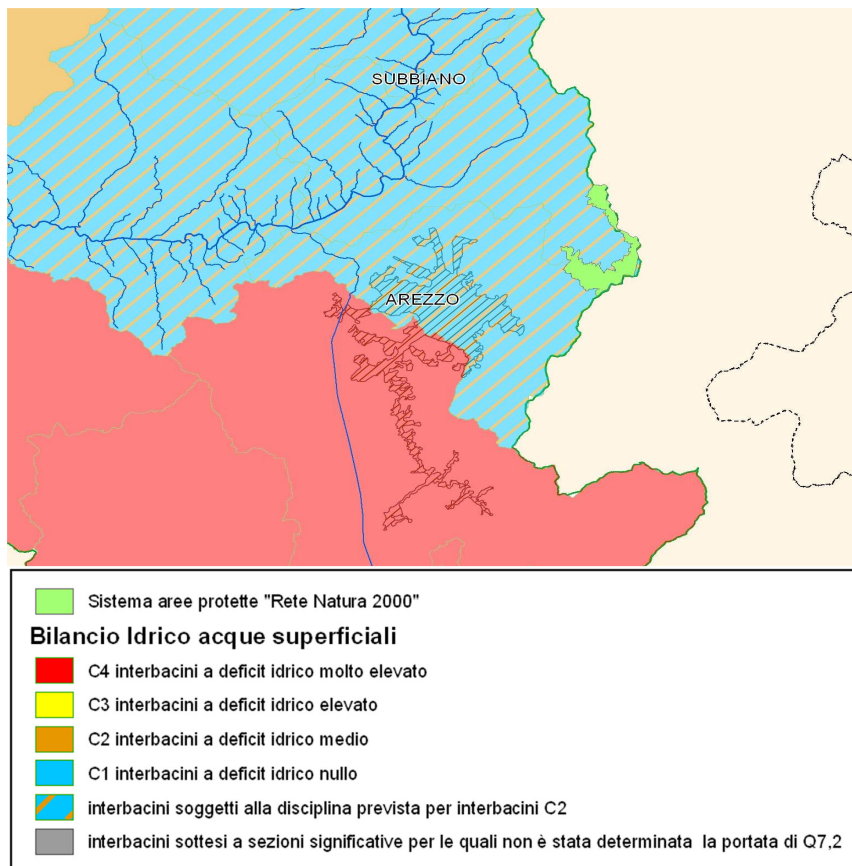 SUBBIANO
AREZZO
Sistema aree protette "Rete Natura 2000"
Bilancio Idrico acque superficiali
C4 interbacini a deficit idrico molto elevato
C3 interbacini a deficit idrico elevato
C2 interbacini a deficit idrico medio
C1 interbacini a deficit idrico nullo
interbacini soggetti alla disciplina prevista per interbacini C2
interbacini sottesi a sezioni significative per le quali non è stata determinata la portata di Q7,2